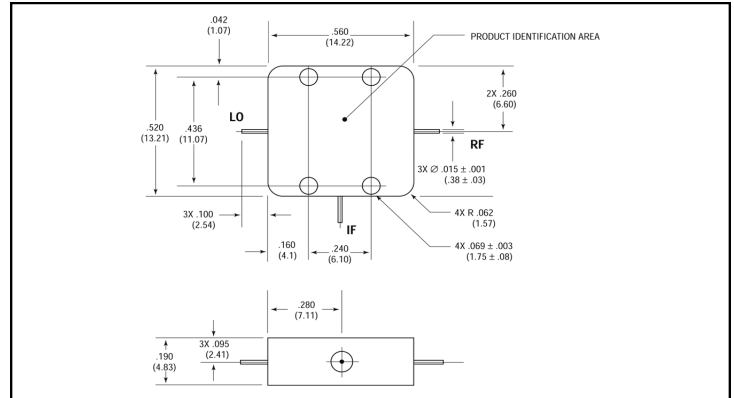 .042
(1.07)
.560
(14.22)
PRODUCT IDENTIFICATION AREA
2X .260
(6.60)
LO
.520
(13.21)
.436
(11.07)
RF
3X Ø .015 ± .001
(.38 ± .03)
3X .100
(2.54)
IF
4X R .062
(1.57)
.160
(4.1)
.240
(6.10)
4X .069 ± .003
(1.75 ± .08)
.280
(7.11)
3X .095
(2.41)
.190
(4.83)